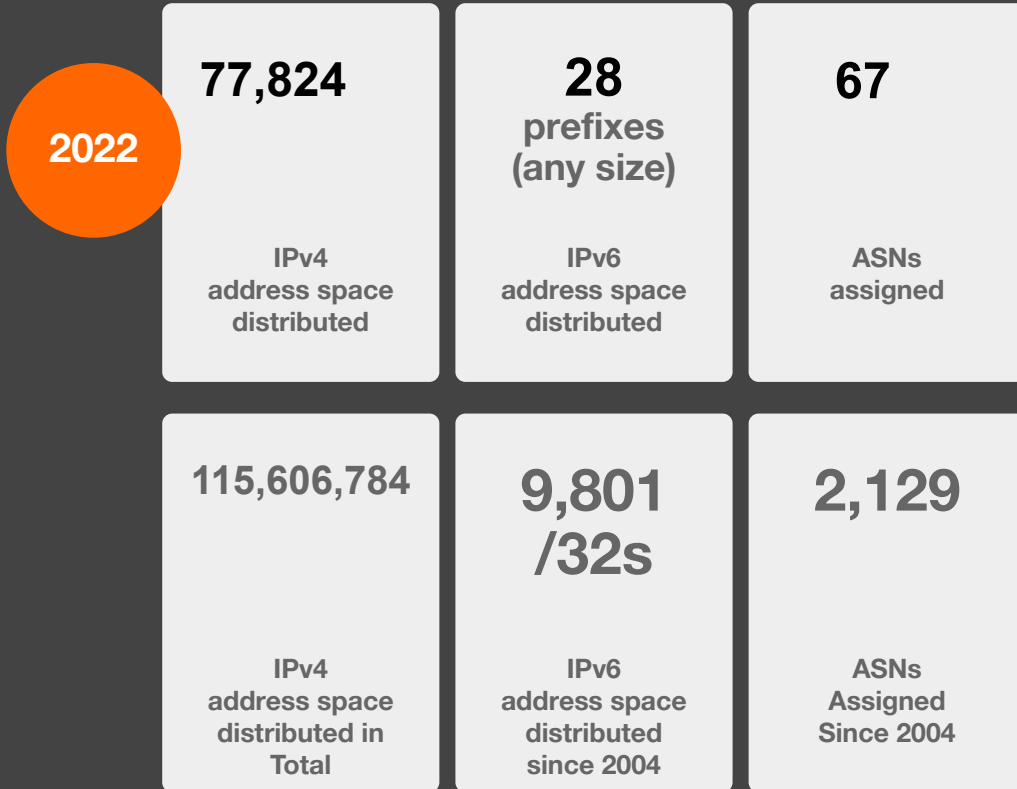 2022
77,824
IPv4
address space
distributed
28
prefixes
(any size)
IPv6
address space
distributed
67
ASNs
assigned
115,606,784
IPv4
address space
distributed in
Total
9,801
/32s
IPv6
address space
distributed
since 2004
2,129
ASNs
Assigned
Since 2004